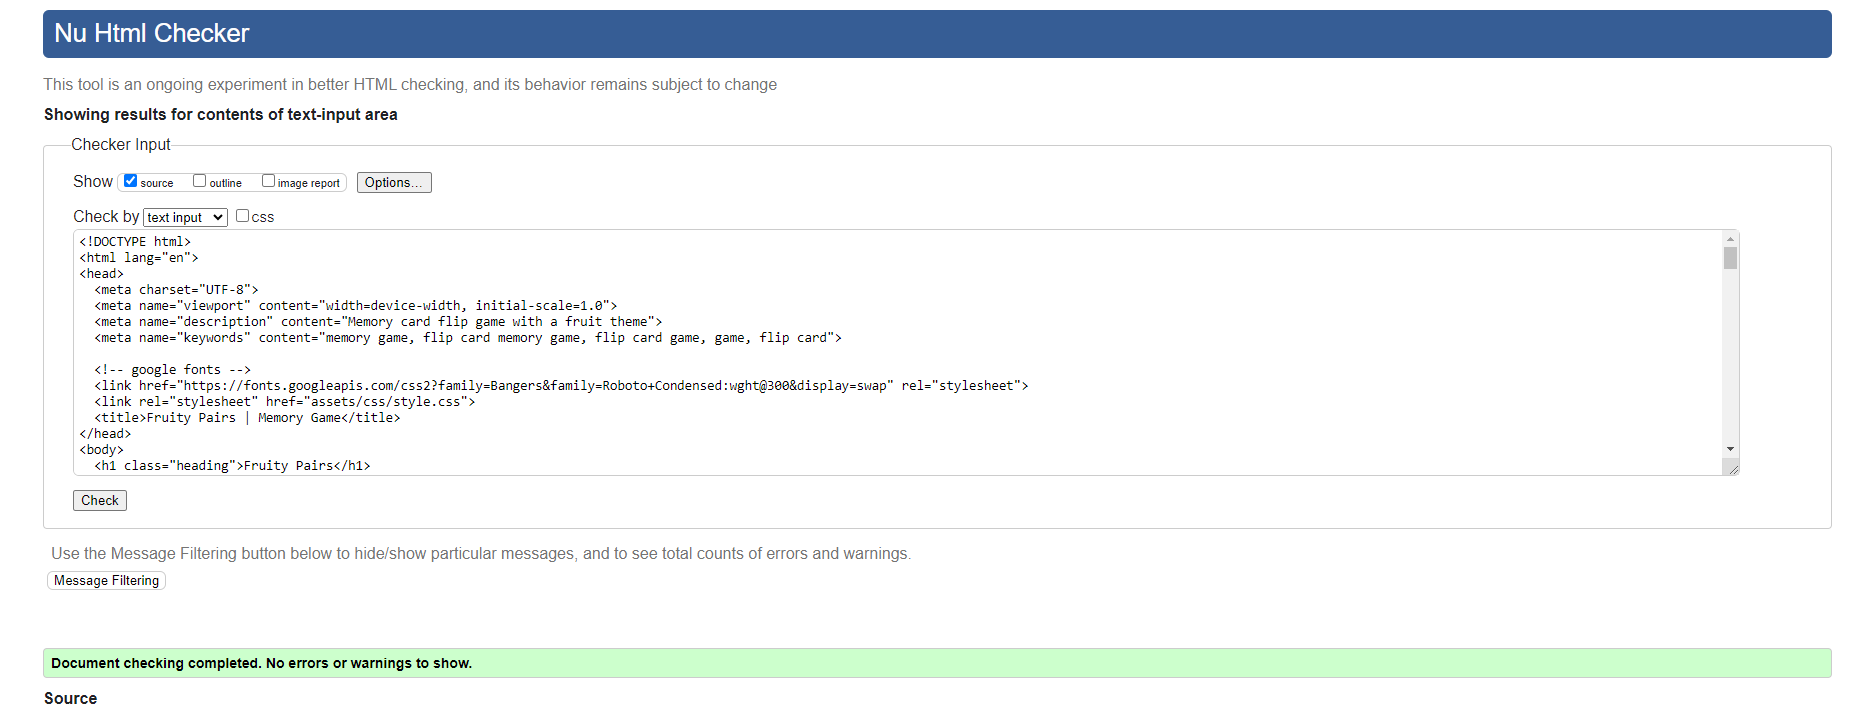 Nu Html Checker
This tool is an ongoing experiment in better HTML checking, and its behavior remains subject to change
Showing results for contents of text-input area
Checker Input
Show source outline image report Options...
Check by text input css
<!DOCTYPE html>
<html lang="en">
<head>
  <meta charset="UTF-8">
  <meta name="viewport" content="width=device-width, initial-scale=1.0">
  <meta name="description" content="Memory card flip game with a fruit theme">
  <meta name="keywords" content="memory game, flip card memory game, flip card game, game, flip card">

  <!-- google fonts -->
  <link href="https://fonts.googleapis.com/css2?family=Bangers&family=Roboto+Condensed:wght@300&display=swap" rel="stylesheet">
  <link rel="stylesheet" href="assets/css/style.css">
  <title>Fruity Pairs | Memory Game</title>
</head>
<body>
  <h1 class="heading">Fruity Pairs</h1>
Check
Use the Message Filtering button below to hide/show particular messages, and to see total counts of errors and warnings.
Message Filtering
Document checking completed. No errors or warnings to show.
Source